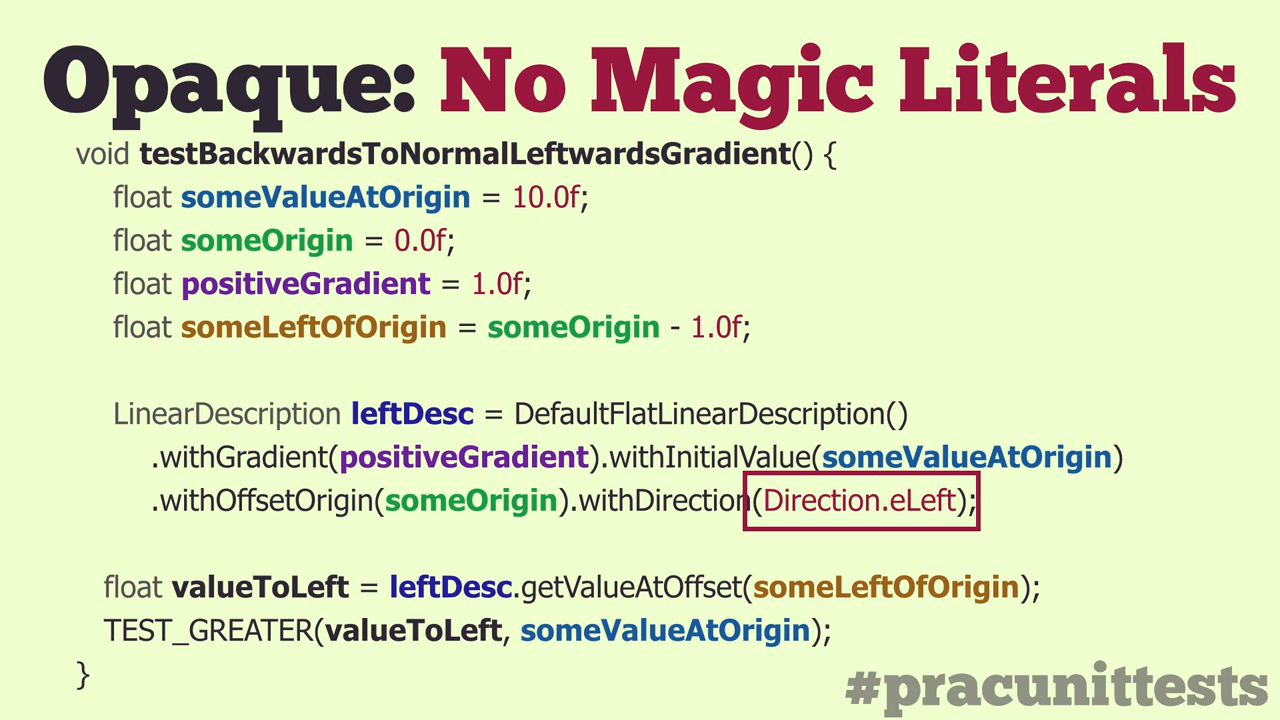 Opaque: No Magic Literals
void testBackwardsToNormalLeftwardsGradient() {
float someValueAtOrigin = 10.0f;
float someOrigin = 0.0f;
float positiveGradient = 1.0f;
float someLeftOfOrigin = someOrigin - 1.0f;
LinearDescription leftDesc = DefaultFlatLinearDescription()
.withGradient(positiveGradient).withInitialValue(someValueAtOrigin)
.withOffsetOrigin(someOrigin).withDirection(Direction.eLeft);
float valueToLeft = leftDesc.getValueAtOffset(someLeftOfOrigin);
TEST_GREATER(valueToLeft, someValueAtOrigin);
}
#pracunittests